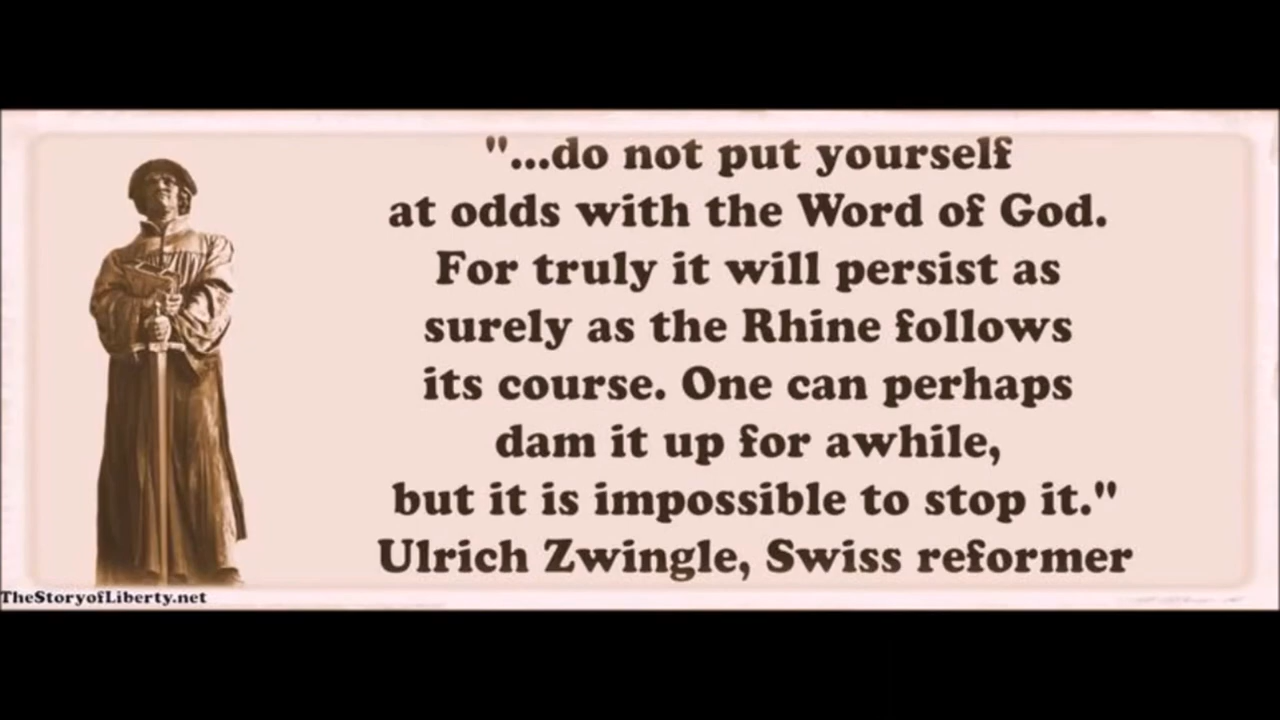 "...do not put yourself
at odds with the Word of God.
For truly it will persist as
surely as the Rhine follows
its course. One can perhaps
dam it up for awhile,
but it is impossible to stop it."
Ulrich Zwingle, Swiss reformer
TheStoryofLiberty.net